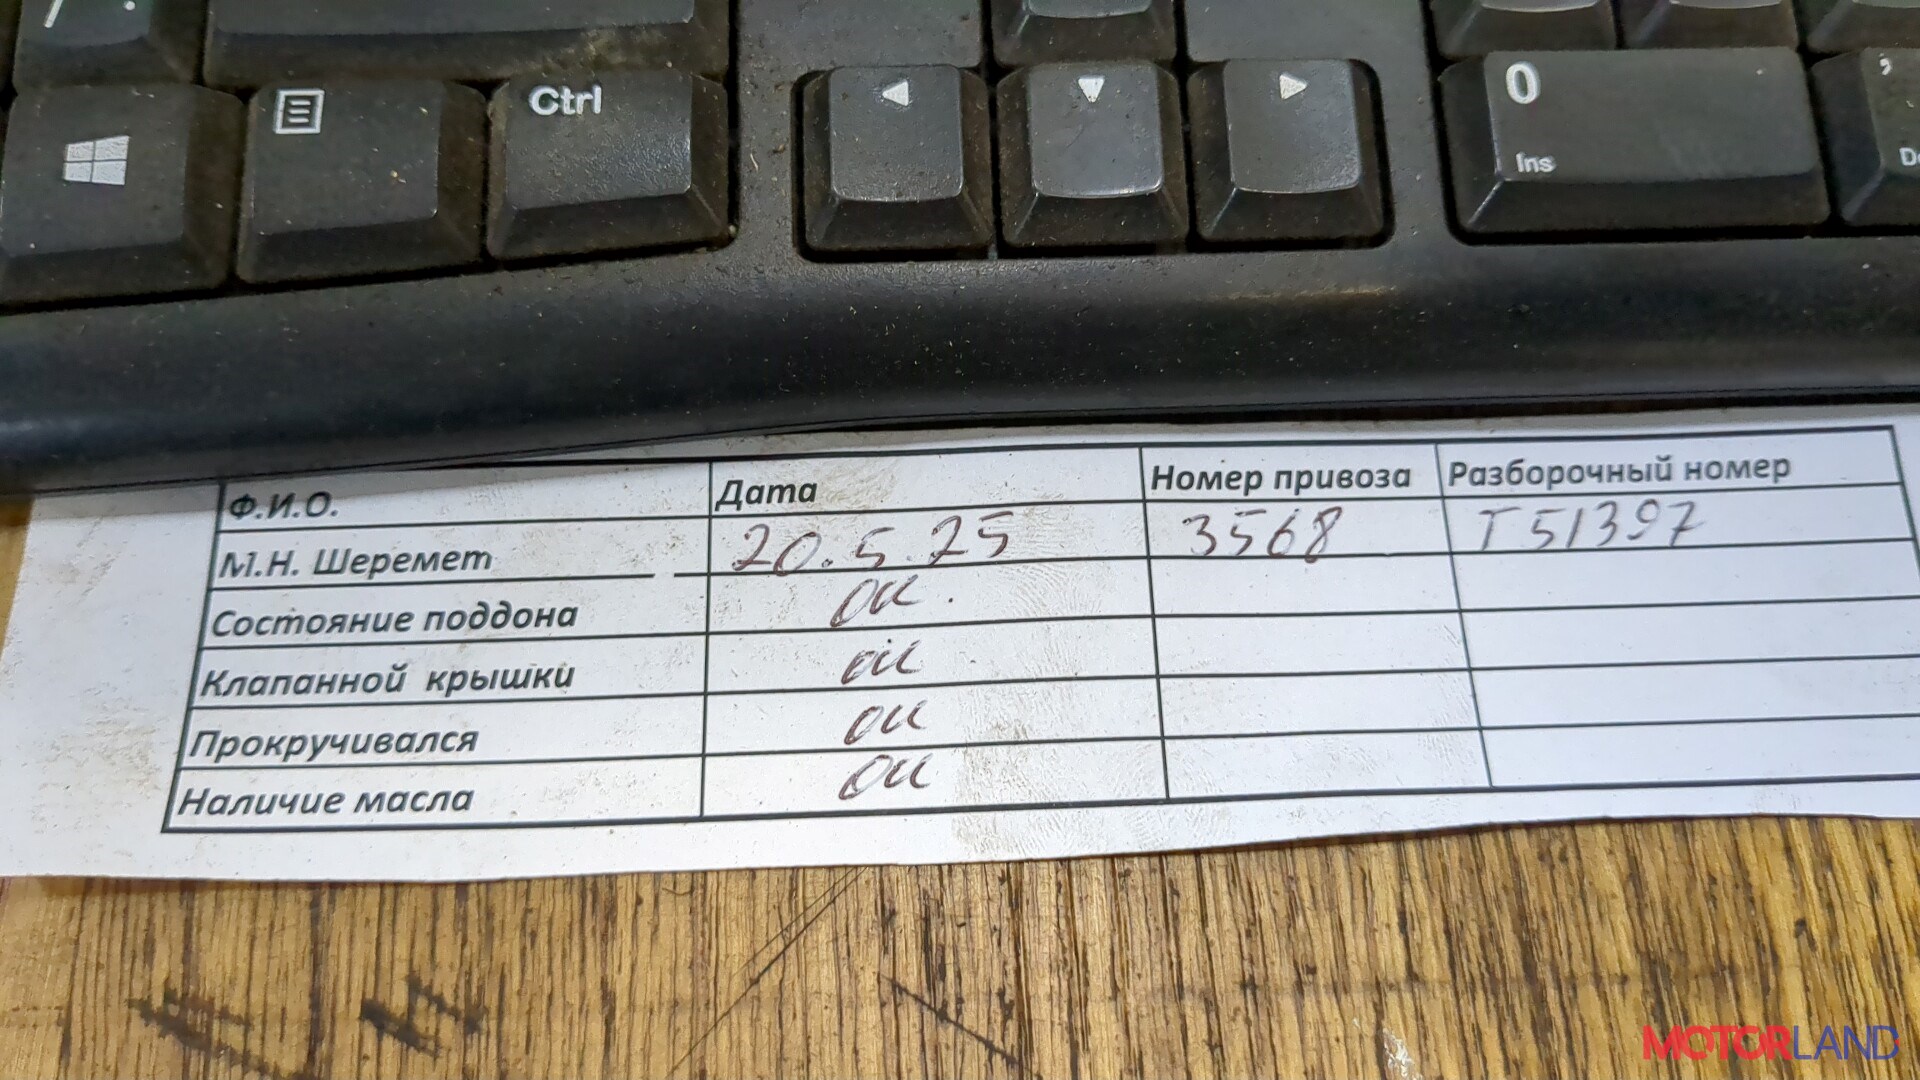 Ctrl
0
Ins
Ф.И.О. Дата Номер привоза Разборочный номер
М.Н. Шеремет 20.5.25 3568 T51397
Состояние поддона ок.
Клапанной крышки ок
Прокручивался ок
Наличие масла ок
MOTORLAND